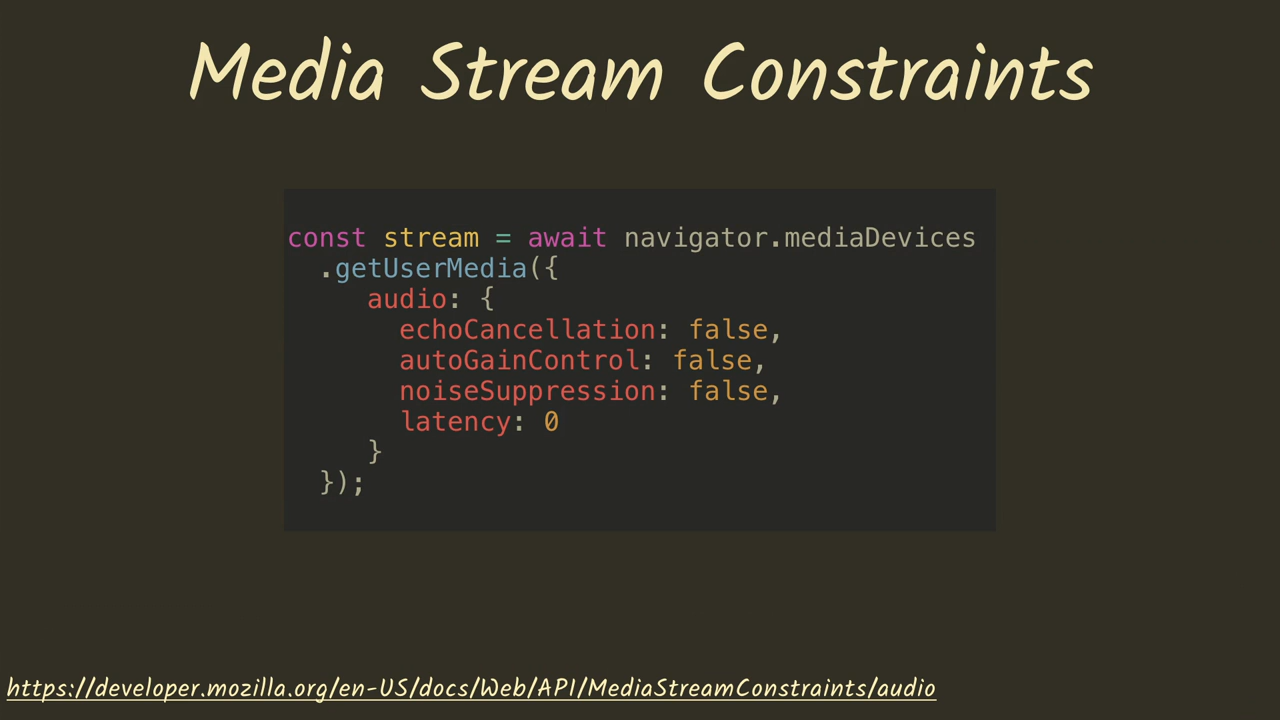 Media Stream Constraints
const stream = await navigator.mediaDevices
.getUserMedia({
audio: {
echoCancellation: false,
autoGainControl: false,
noiseSuppression: false,
latency: 0
}
});
https://developer.mozilla.org/en-US/docs/Web/API/MediaStreamConstraints/audio